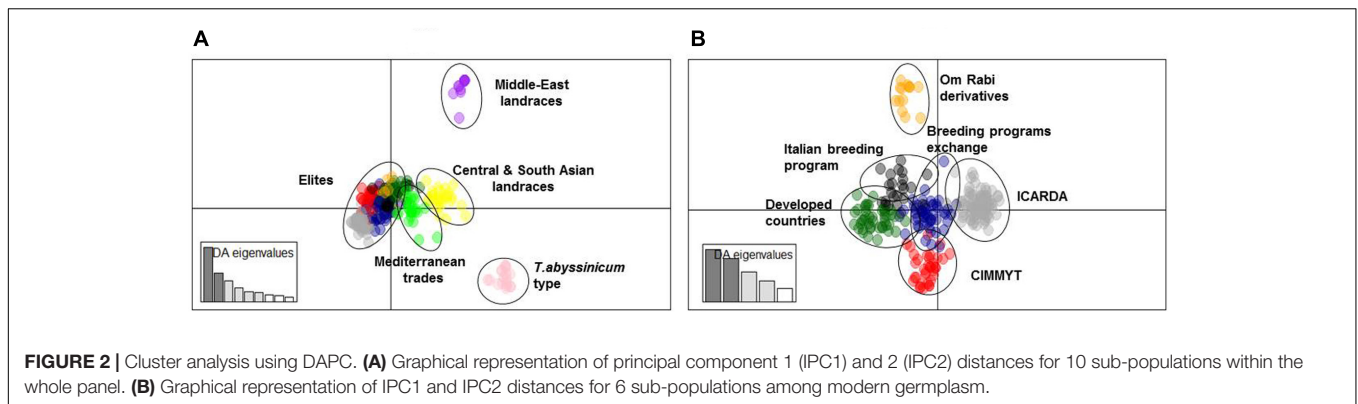 A
Middle-East
landraces
Elites
Central & South Asian
landraces
DA eigenvalues
Mediterranean
trades
T.abyssinicum
type
B
Om Rabi
derivatives
Breeding programs
exchange
Italian breeding
program
Developed
countries
ICARDA
DA eigenvalues
CIMMYT
FIGURE 2 | Cluster analysis using DAPC. (A) Graphical representation of principal component 1 (IPC1) and 2 (IPC2) distances for 10 sub-populations within the
whole panel. (B) Graphical representation of IPC1 and IPC2 distances for 6 sub-populations among modern germplasm.